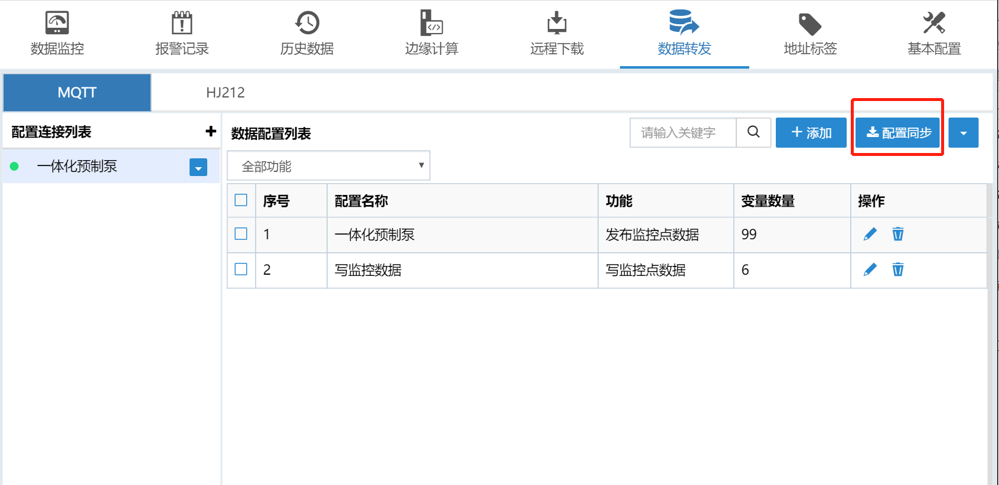 数据监控 报警记录 历史数据 边缘计算 远程下载 数据转发 地址标签 基本配置
MQTT HJ212
配置连接列表
一体化预制泵
数据配置列表 请输入关键字 添加 配置同步
全部功能
序号 配置名称 功能 变量数量 操作
1 一体化预制泵 发布监控点数据 99
2 写监控数据 写监控点数据 6